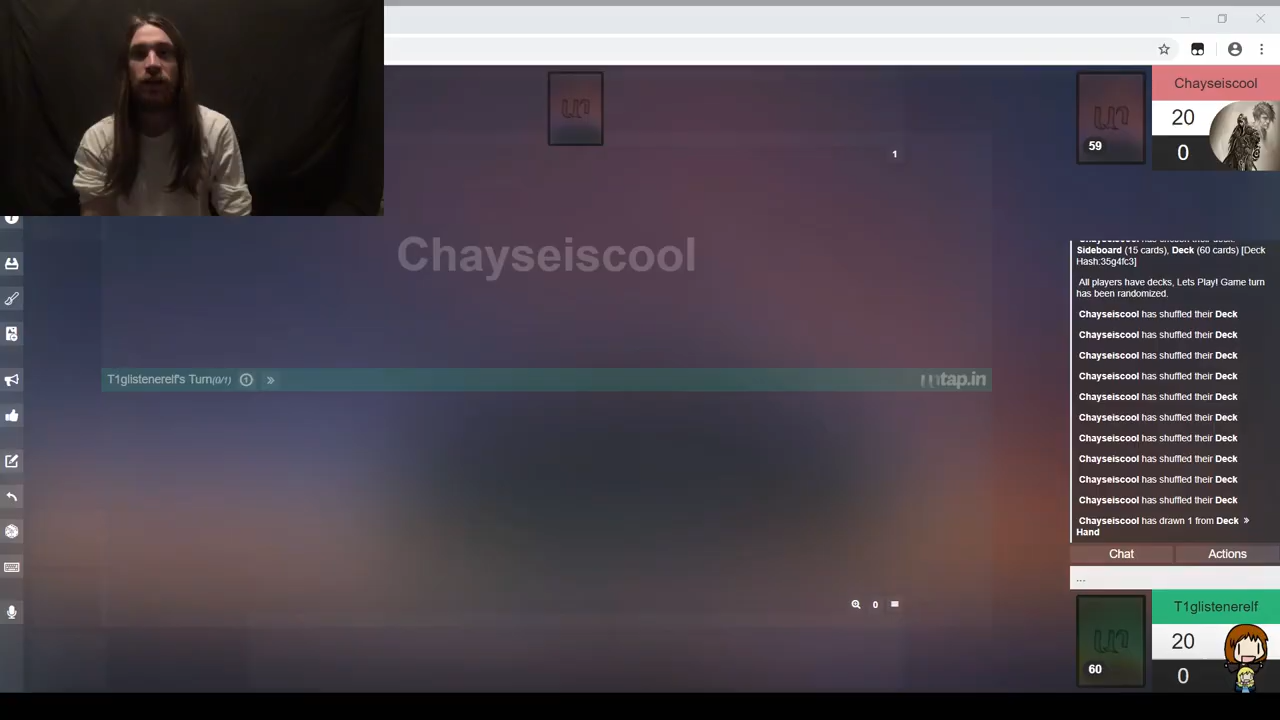 Chayseiscool
20
0
59
1
Chayseiscool
Sideboard (15 cards), Deck (60 cards) [Deck
Hash:35g4fc3]
All players have decks, Lets Play! Game turn
has been randomized.
Chayseiscool has shuffled their Deck
Chayseiscool has shuffled their Deck
Chayseiscool has shuffled their Deck
Chayseiscool has shuffled their Deck
Chayseiscool has shuffled their Deck
Chayseiscool has shuffled their Deck
Chayseiscool has shuffled their Deck
Chayseiscool has shuffled their Deck
Chayseiscool has shuffled their Deck
Chayseiscool has shuffled their Deck
Chayseiscool has drawn 1 from Deck »
Hand
T1glistenerelf's Turn(0/1) 1 »
untap.in
Chat Actions
...
0
T1glistenerelf
20
0
60